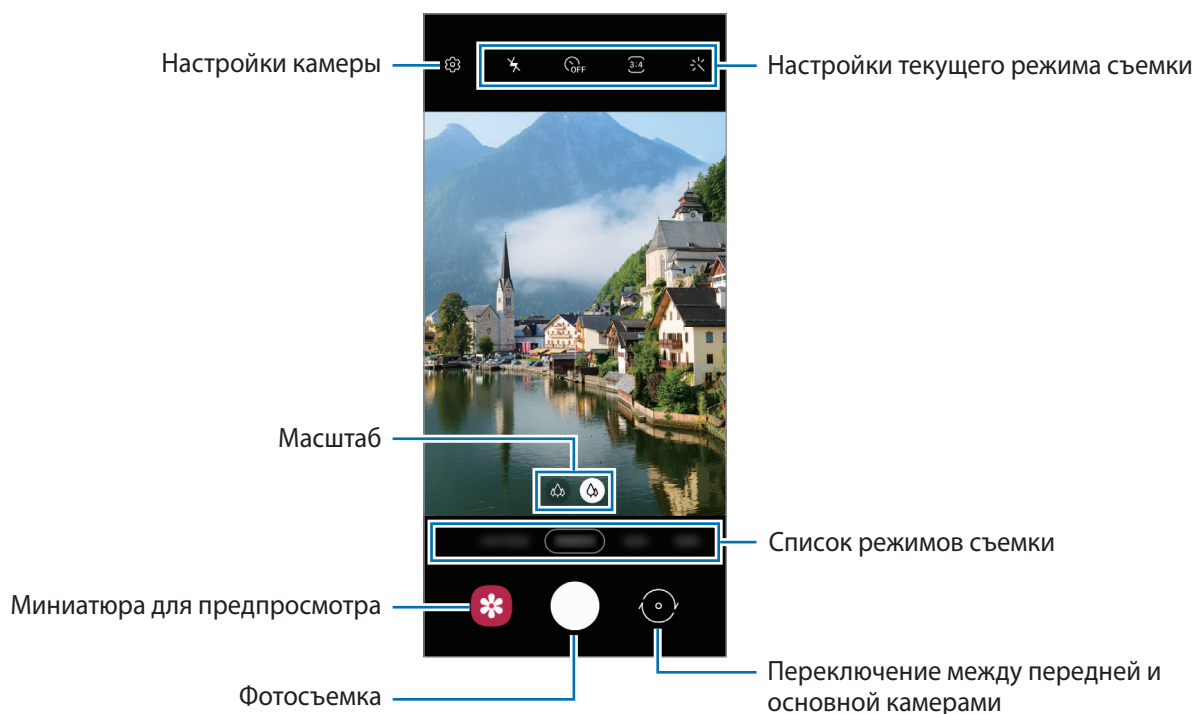 Настройки камеры
OFF
3:4
Настройки текущего режима съемки
Масштаб
Список режимов съемки
Миниатюра для предпросмотра
Фотосъемка
Переключение между передней и
основной камерами